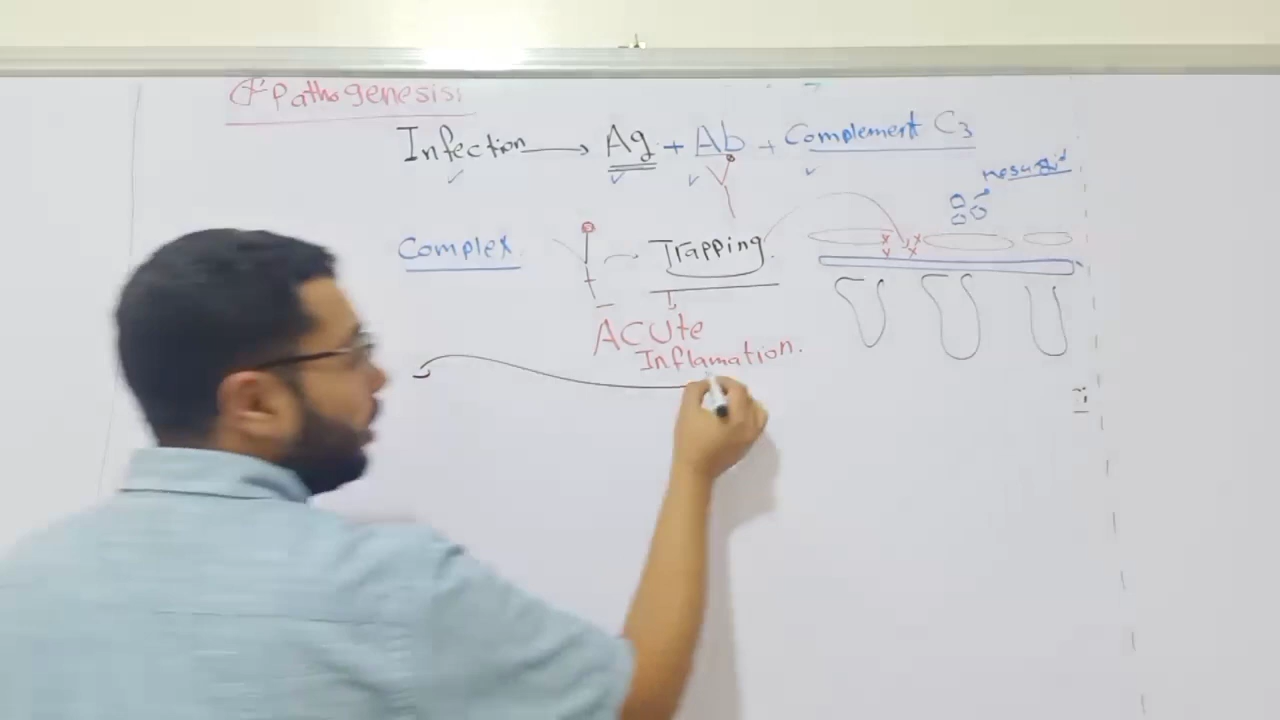 Pathogenesis:
Infection → Ag + Ab + Complement C3
Complex Trapping.
ACUte
Inflamation.